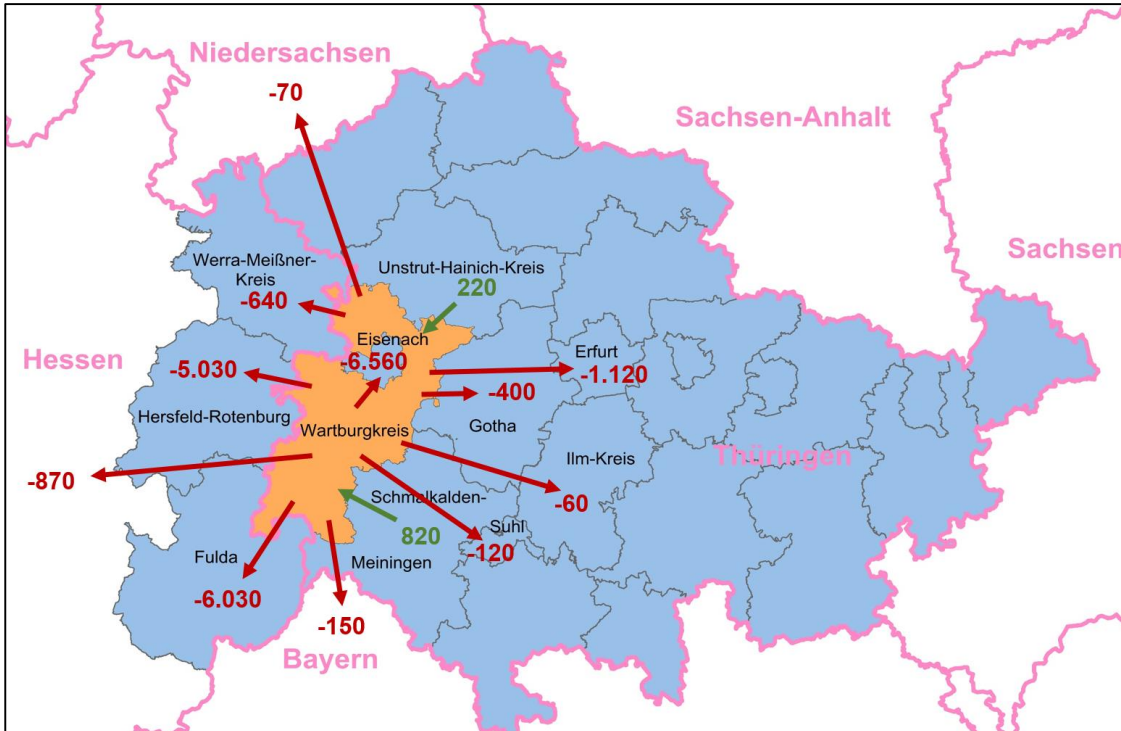 Niedersachsen
-70
Sachsen-Anhalt
Sachsen
Werra-Meißner-
Kreis
-640
Unstrut-Hainich-Kreis
220
Eisenach
-6.560
Erfurt
-1.120
Hessen
-5.030
-400
Hersfeld-Rotenburg
Wartburgkreis
Gotha
Ilm-Kreis
Thüringen
-870
-60
Schmalkalden-
Meiningen
820
Suhl
-120
Fulda
-6.030
-150
Bayern